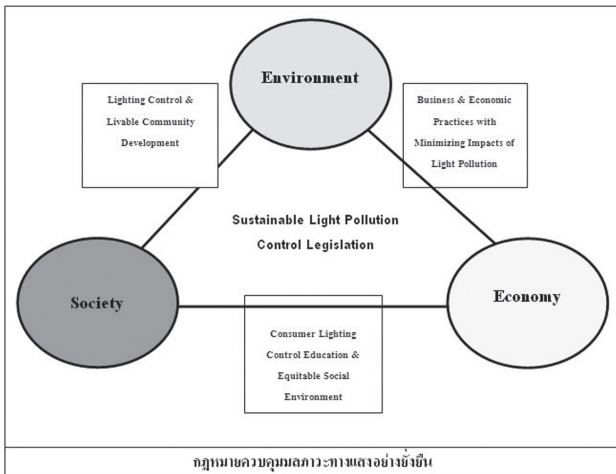 Environment
Lighting Control &
Livable Community
Development
Business & Economic
Practices with
Minimizing Impacts of
Light Pollution
Sustainable Light Pollution
Control Legislation
Society
Economy
Consumer Lighting
Control Education &
Equitable Social
Environment
กฎหมายควบคุมมลภาวะทางแสงอย่างยั่งยืน